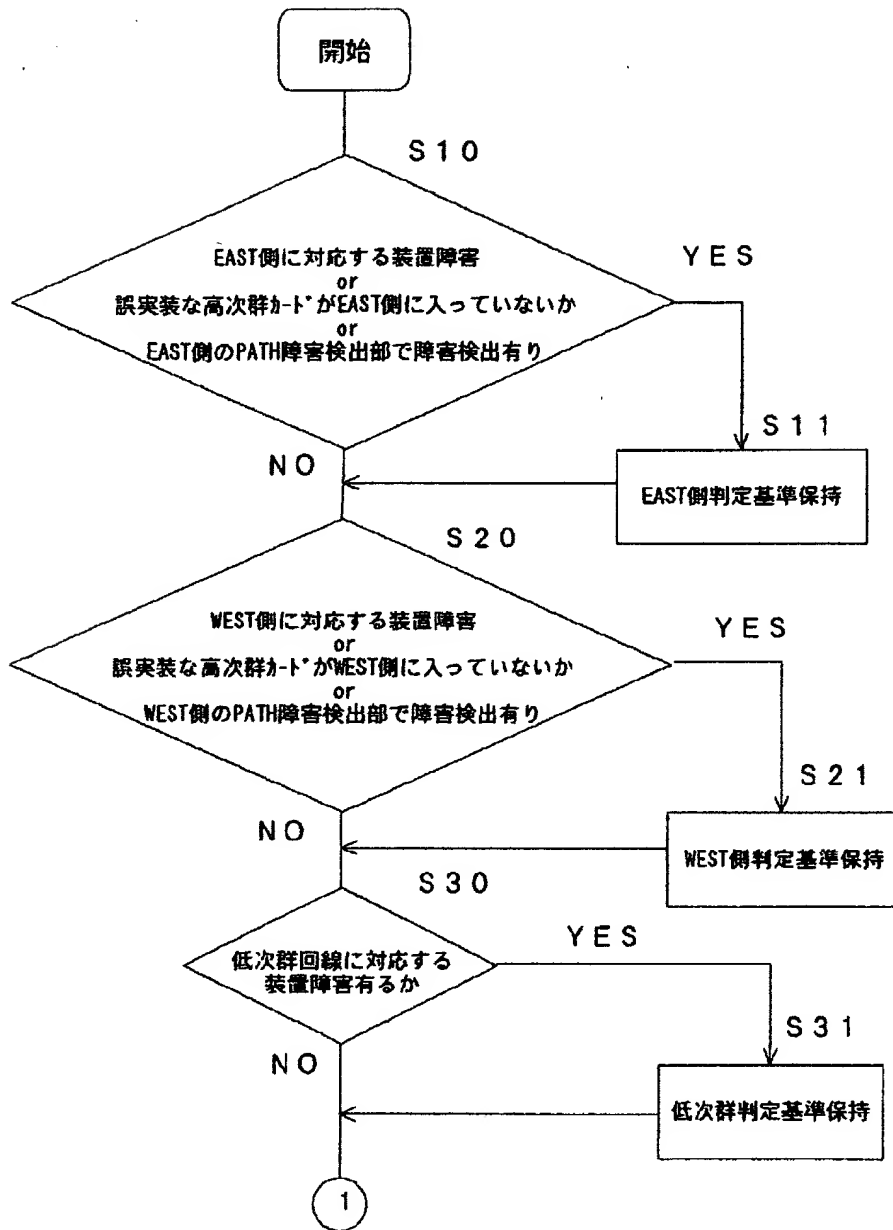 開始
S10
EAST側に対応する装置障害
or
誤実装な高次群ｶｰﾄﾞがEAST側に入っていないか
or
EAST側のPATH障害検出部で障害検出有り
YES
S11
NO
EAST側判定基準保持
S20
WEST側に対応する装置障害
or
誤実装な高次群ｶｰﾄﾞがWEST側に入っていないか
or
WEST側のPATH障害検出部で障害検出有り
YES
S21
NO
WEST側判定基準保持
S30
低次群回線に対応する
装置障害有るか
YES
S31
NO
低次群判定基準保持
1